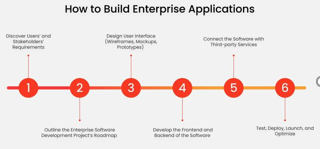 How to Build Enterprise Applications
Discover Users' and
Stakeholders'
Requirements
Design User Interface
(Wireframes, Mockups,
Prototypes)
Connect the Software with
Third-party Services
1
2
3
4
5
6
Outline the Enterprise Software
Development Project's Roadmap
Develop the Frontend and
Backend of the Software
Test, Deploy, Launch, and
Optimize